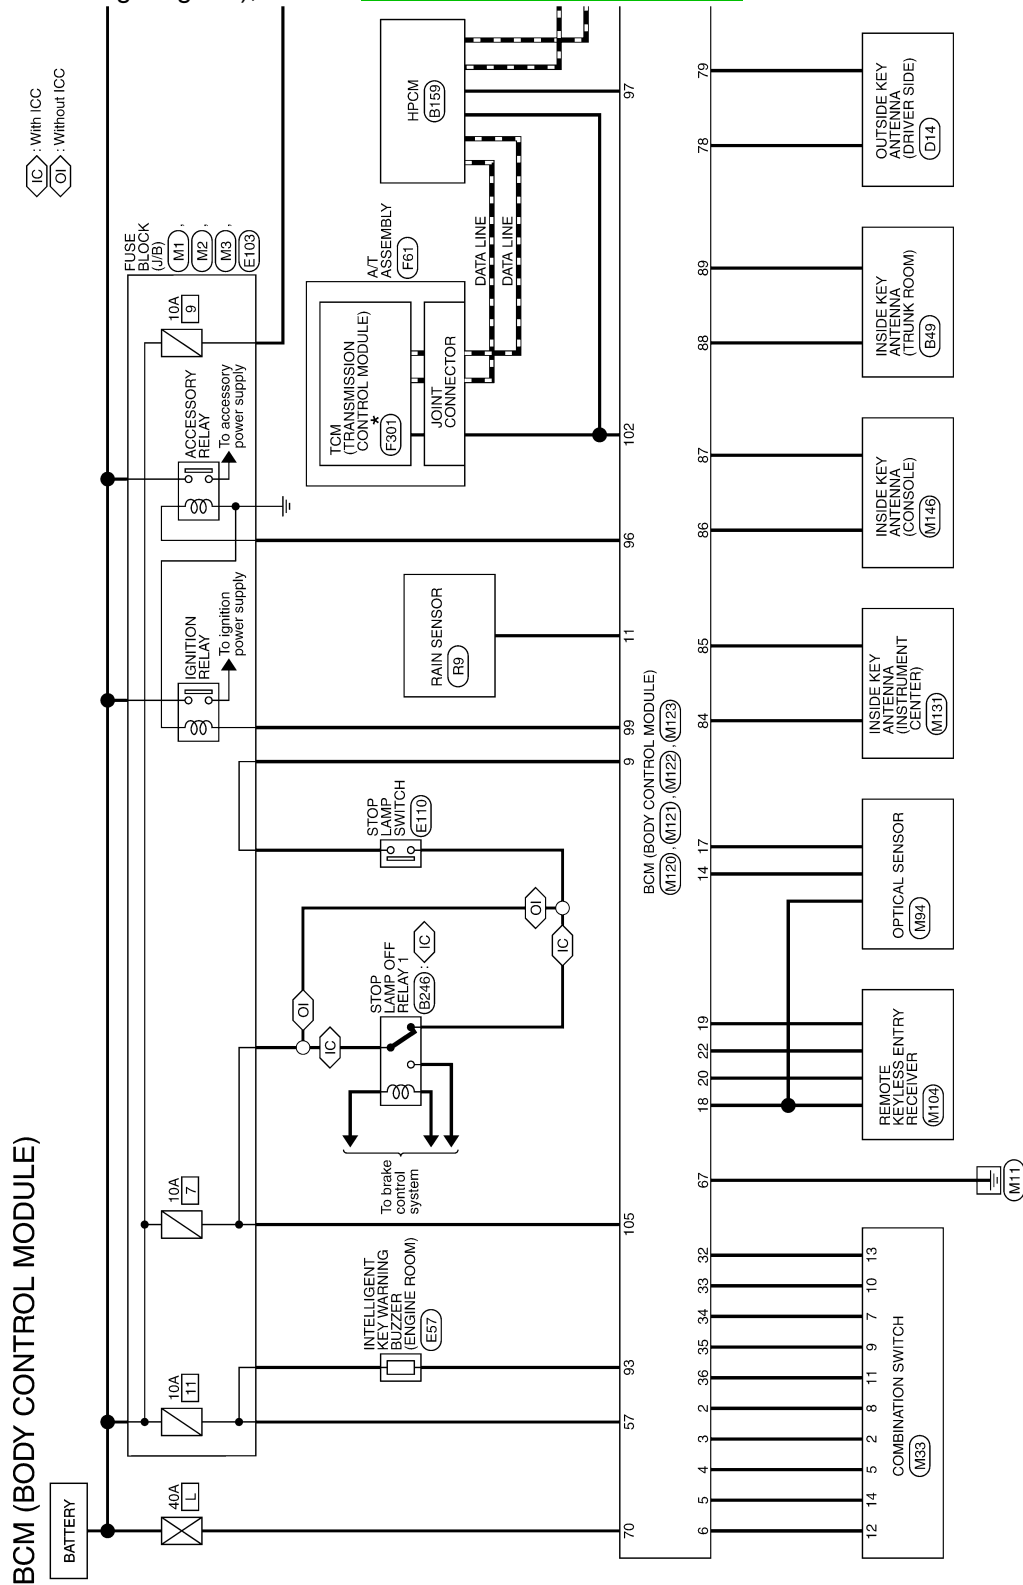 BCM (BODY CONTROL MODULE)
IC : With ICC
OI : Without ICC
BATTERY
40A
L
10A
11
10A
7
10A
9
FUSE
BLOCK
(J/B)
M1 ,
M2 ,
M3 ,
E103
IGNITION
RELAY
To ignition
power supply
ACCESSORY
RELAY
To accessory
power supply
INTELLIGENT
KEY WARNING
BUZZER
(ENGINE ROOM)
E57
To brake
control
system
STOP
LAMP OFF
RELAY 1
B246 : IC
OI
IC
OI
IC
STOP
LAMP
SWITCH
E110
RAIN SENSOR
R9
A/T
ASSEMBLY
F61
TCM
(TRANSMISSION
CONTROL MODULE)
*
F301
JOINT
CONNECTOR
DATA LINE
DATA LINE
HPCM
B159
70
57
93
105
9
99
11
96
102
97
BCM (BODY CONTROL MODULE)
M120 , M121 , M122 , M123
6
5
4
3
2
36
35
34
33
32
67
18
20
22
19
14
17
84
85
86
87
88
89
78
79
12
14
5
2
8
11
9
7
10
13
COMBINATION SWITCH
M33
M11
REMOTE
KEYLESS ENTRY
RECEIVER
M104
OPTICAL SENSOR
M94
INSIDE KEY
ANTENNA
(INSTRUMENT
CENTER)
M131
INSIDE KEY
ANTENNA
(CONSOLE)
M146
INSIDE KEY
ANTENNA
(TRUNK ROOM)
B49
OUTSIDE KEY
ANTENNA
(DRIVER SIDE)
D14